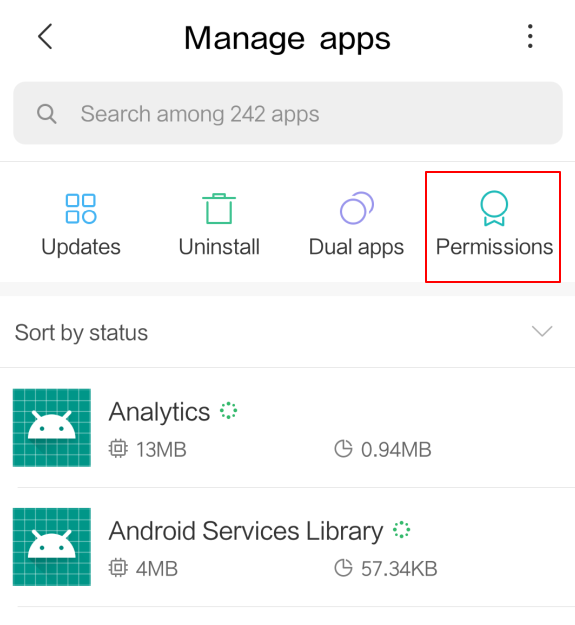 Manage apps
Search among 242 apps
Updates Uninstall Dual apps Permissions
Sort by status
Analytics
13MB 0.94MB
Android Services Library
4MB 57.34KB